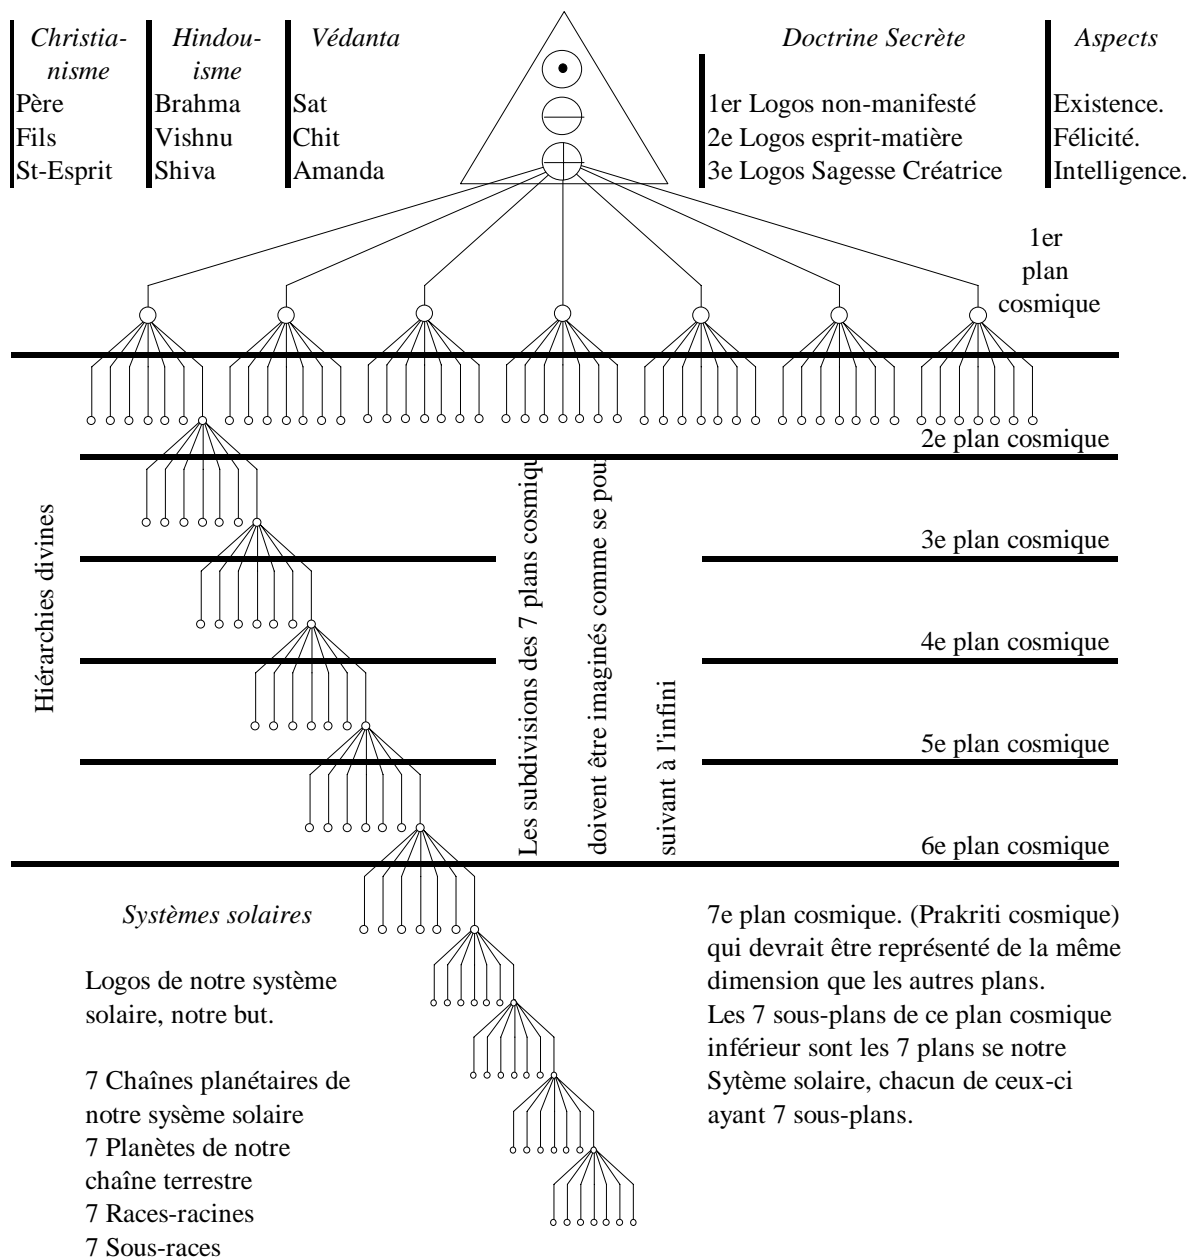 Christia-
nisme
Père
Fils
St-Esprit
Hindou-
isme
Brahma
Vishnu
Shiva
Védanta
Sat
Chit
Amanda
Doctrine Secrète
1er Logos non-manifesté
2e Logos esprit-matière
3e Logos Sagesse Créatrice
Aspects
Existence.
Félicité.
Intelligence.
1er
plan
cosmique
2e plan cosmique
3e plan cosmique
4e plan cosmique
5e plan cosmique
6e plan cosmique
Hiérarchies divines
Les subdivisions des 7 plans cosmiqu
doivent être imaginés comme se pou
suivant à l'infini
Systèmes solaires
Logos de notre système
solaire, notre but.
7 Chaînes planétaires de
notre sysème solaire
7 Planètes de notre
chaîne terrestre
7 Races-racines
7 Sous-races
7e plan cosmique. (Prakriti cosmique)
qui devrait être représenté de la même
dimension que les autres plans.
Les 7 sous-plans de ce plan cosmique
inférieur sont les 7 plans se notre
Sytème solaire, chacun de ceux-ci
ayant 7 sous-plans.